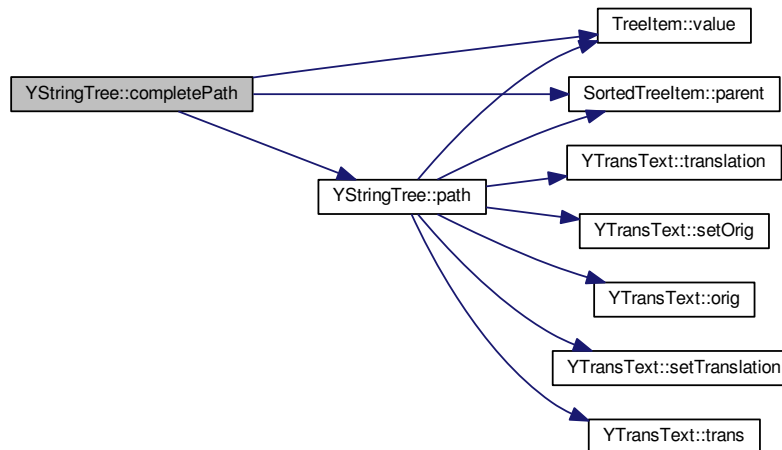 TreeItem::value
YStringTree::completePath
SortedTreeItem::parent
YTransText::translation
YStringTree::path
YTransText::setOrig
YTransText::orig
YTransText::setTranslation
YTransText::trans